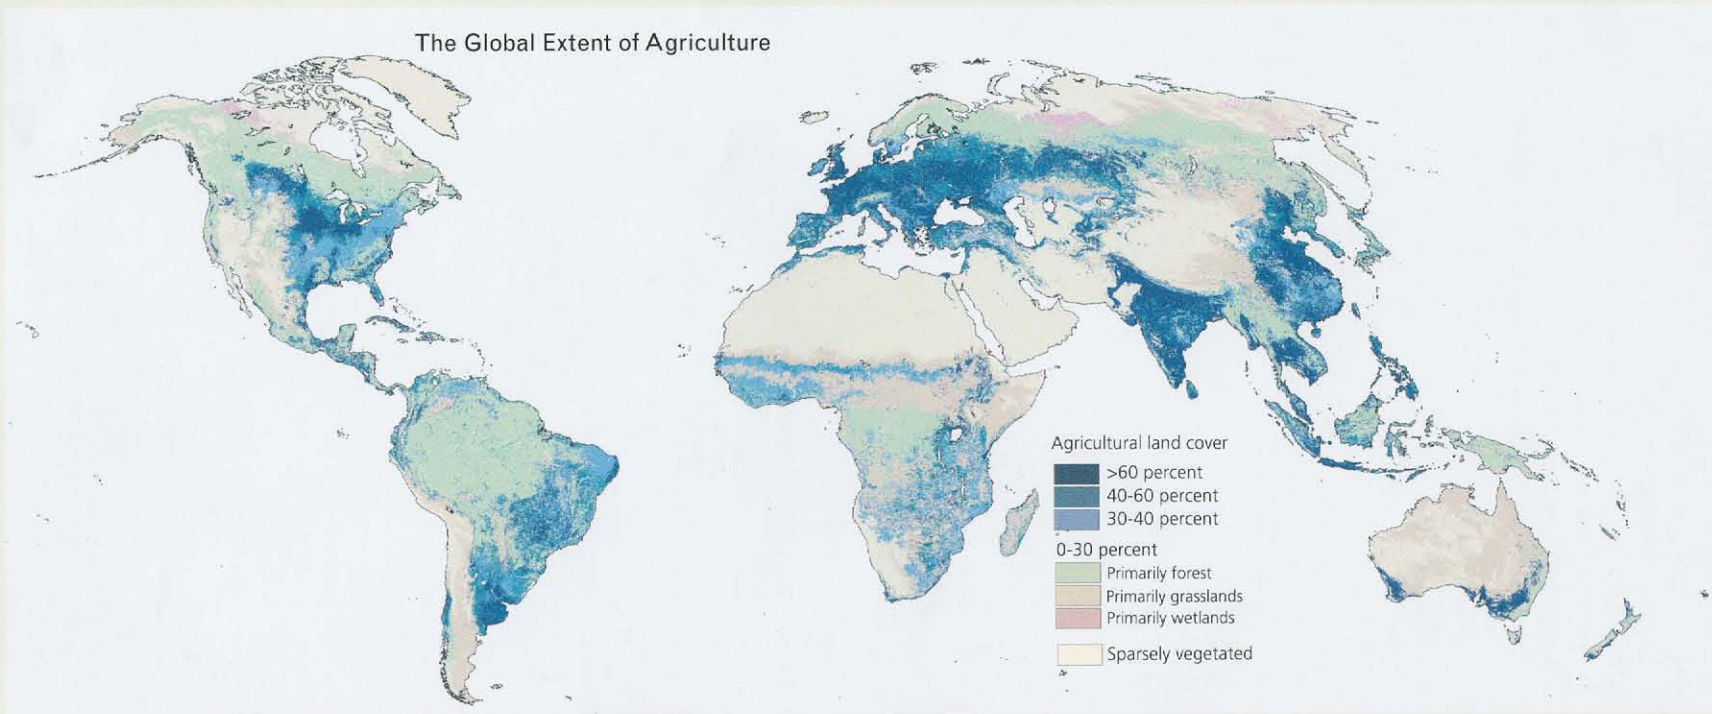 The Global Extent of Agriculture
Agricultural land cover
>60 percent
40-60 percent
30-40 percent
0-30 percent
Primarily forest
Primarily grasslands
Primarily wetlands
Sparsely vegetated